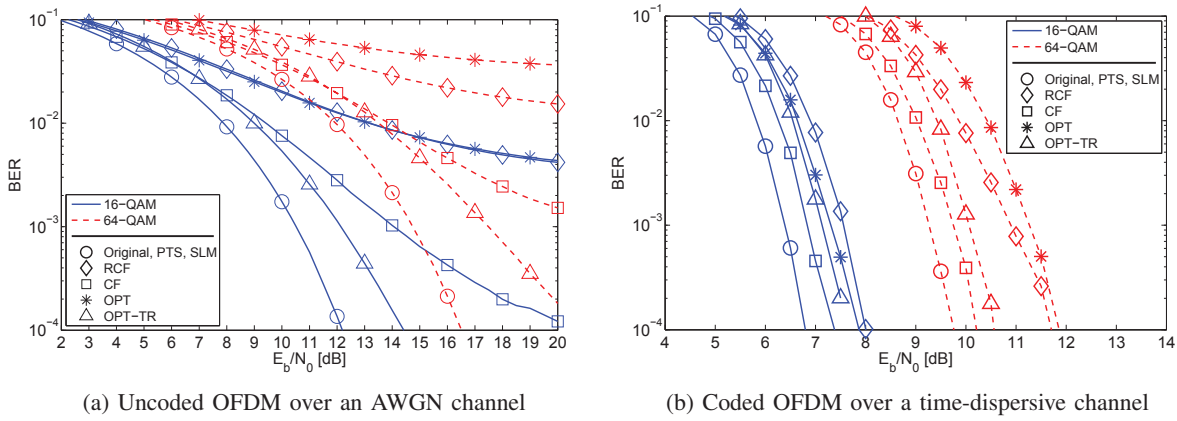 10⁰
10⁻¹
10⁻²
10⁻³
10⁻⁴
BER
2 3 4 5 6 7 8 9 10 11 12 13 14 15 16 17 18 19 20
E_b/N_0 [dB]
16−QAM
64−QAM
Original, PTS, SLM
RCF
CF
OPT
OPT−TR
(a) Uncoded OFDM over an AWGN channel
10⁻¹
10⁻²
10⁻³
10⁻⁴
BER
4 5 6 7 8 9 10 11 12 13 14
E_b/N_0 [dB]
16−QAM
64−QAM
Original, PTS, SLM
RCF
CF
OPT
OPT−TR
(b) Coded OFDM over a time-dispersive channel